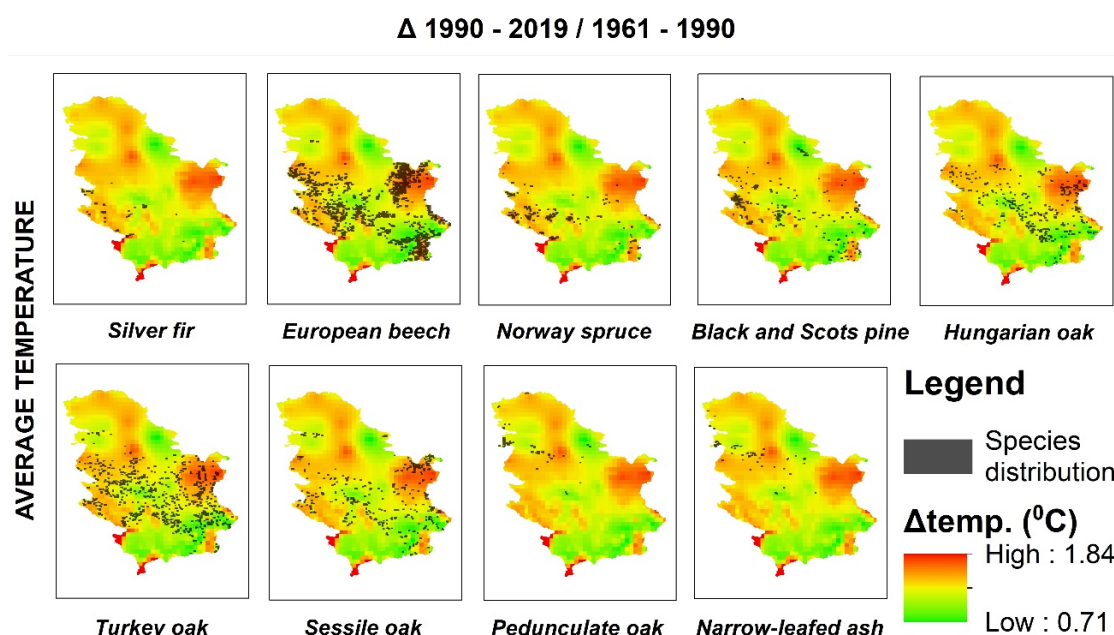 Δ 1990 - 2019 / 1961 - 1990
AVERAGE TEMPERATURE
Silver fir
European beech
Norway spruce
Black and Scots pine
Hungarian oak
Turkey oak
Sessile oak
Pedunculate oak
Narrow-leafed ash
Legend
Species
distribution
Δtemp. (⁰C)
High : 1.84
Low : 0.71